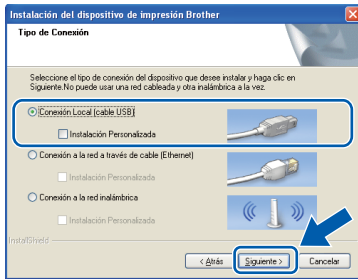 Instalación del dispositivo de impresión Brother
Tipo de Conexión
Seleccione el tipo de conexión del dispositivo que desee instalar y haga clic en
Siguiente.No puede usar una red cableada y otra inalámbrica a la vez.
Conexión Local (cable USB)
Instalación Personalizada
Conexión a la red a través de cable (Ethernet)
Instalación Personalizada
Conexión a la red inalámbrica
Instalación Personalizada
InstallShield
< Atrás
Siguiente >
Cancelar